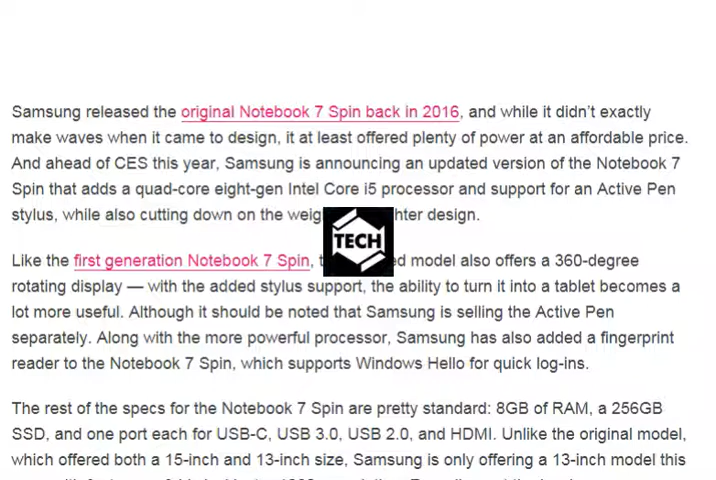 Samsung released the original Notebook 7 Spin back in 2016, and while it didn’t exactly
make waves when it came to design, it at least offered plenty of power at an affordable price.
And ahead of CES this year, Samsung is announcing an updated version of the Notebook 7
Spin that adds a quad-core eight-gen Intel Core i5 processor and support for an Active Pen
stylus, while also cutting down on the design.
TECH
Like the first generation Notebook 7 Spin, model also offers a 360-degree
rotating display — with the added stylus support, the ability to turn it into a tablet becomes a
lot more useful. Although it should be noted that Samsung is selling the Active Pen
separately. Along with the more powerful processor, Samsung has also added a fingerprint
reader to the Notebook 7 Spin, which supports Windows Hello for quick log-ins.
The rest of the specs for the Notebook 7 Spin are pretty standard: 8GB of RAM, a 256GB
SSD, and one port each for USB-C, USB 3.0, USB 2.0, and HDMI. Unlike the original model,
which offered both a 15-inch and 13-inch size, Samsung is only offering a 13-inch model this